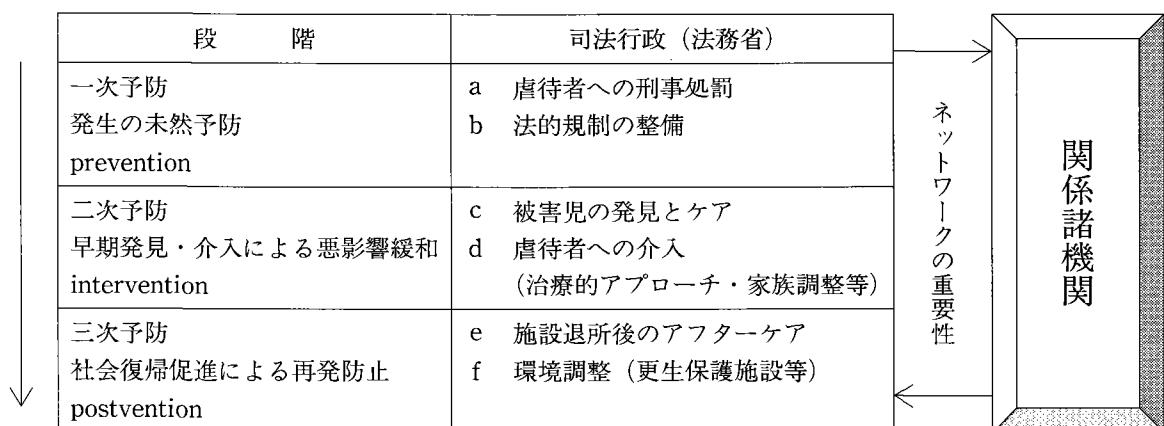 段　　階
司法行政（法務省）
一次予防
発生の未然予防
prevention
a　虐待者への刑事処罰
b　法的規制の整備
二次予防
早期発見・介入による悪影響緩和
intervention
c　被害児の発見とケア
d　虐待者への介入
（治療的アプローチ・家族調整等）
三次予防
社会復帰促進による再発防止
postvention
e　施設退所後のアフターケア
f　環境調整（更生保護施設等）
ネットワークの重要性
関係諸機関